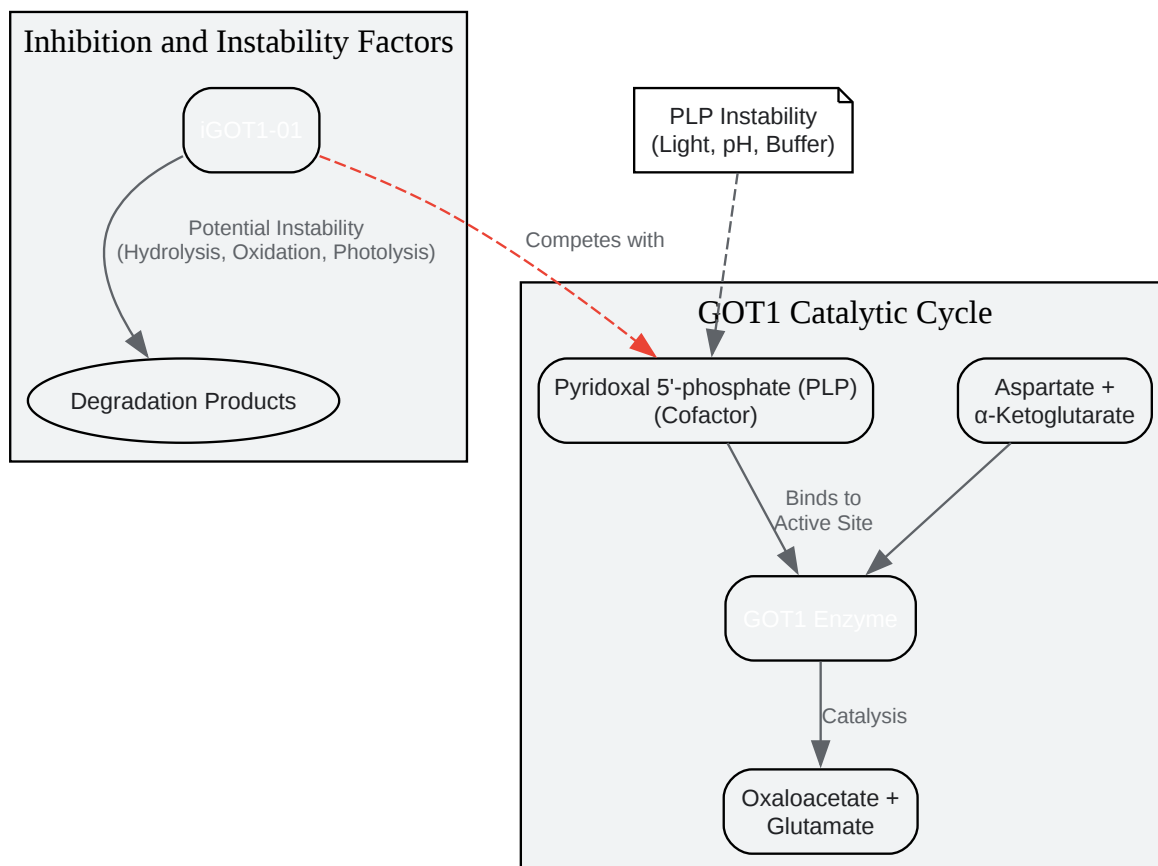 Inhibition and Instability Factors
iGOT1-01
PLP Instability
(Light, pH, Buffer)
Potential Instability
(Hydrolysis, Oxidation, Photolysis)
Competes with
Degradation Products
GOT1 Catalytic Cycle
Pyridoxal 5'-phosphate (PLP)
(Cofactor)
Aspartate +
α-Ketoglutarate
Binds to
Active Site
GOT1 Enzyme
Catalysis
Oxaloacetate +
Glutamate